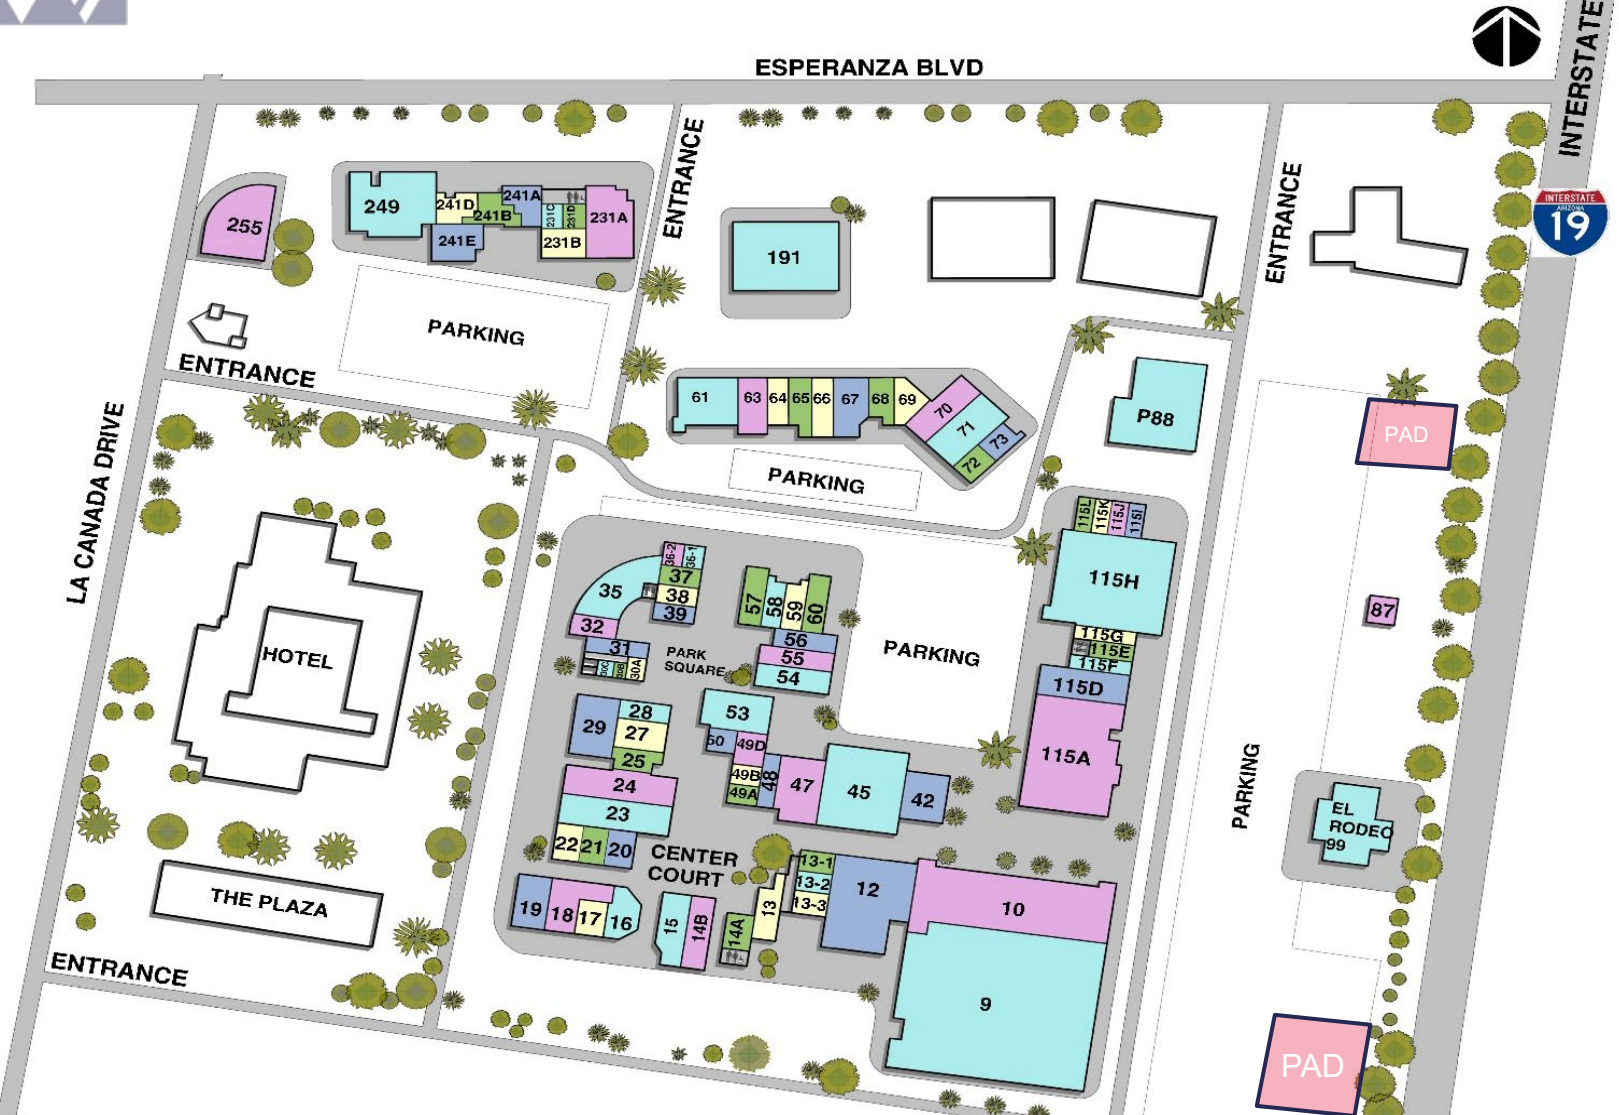 ESPERANZA BLVD
INTERSTATE
INTERSTATE
ARIZONA
19
ENTRANCE
ENTRANCE
255
249
241D
241B
241A
241E
231C
231D
231B
231A
191
PARKING
ENTRANCE
LA CANADA DRIVE
61
63
64
65
66
67
68
69
70
71
72
73
PARKING
P88
PAD
115L
115K
115J
115I
115H
115G
115E
115F
115D
115A
87
36-2
36-1
35
37
38
39
32
31
30A
57
58
59
60
56
55
54
PARK
SQUARE
PARKING
HOTEL
29
28
27
25
24
23
22
21
20
53
50
49D
49B
49A
48
47
45
42
PARKING
EL
RODEO
99
CENTER
COURT
19
18
17
16
15
14B
14A
13
13-1
13-2
13-3
12
10
9
THE PLAZA
ENTRANCE
PAD